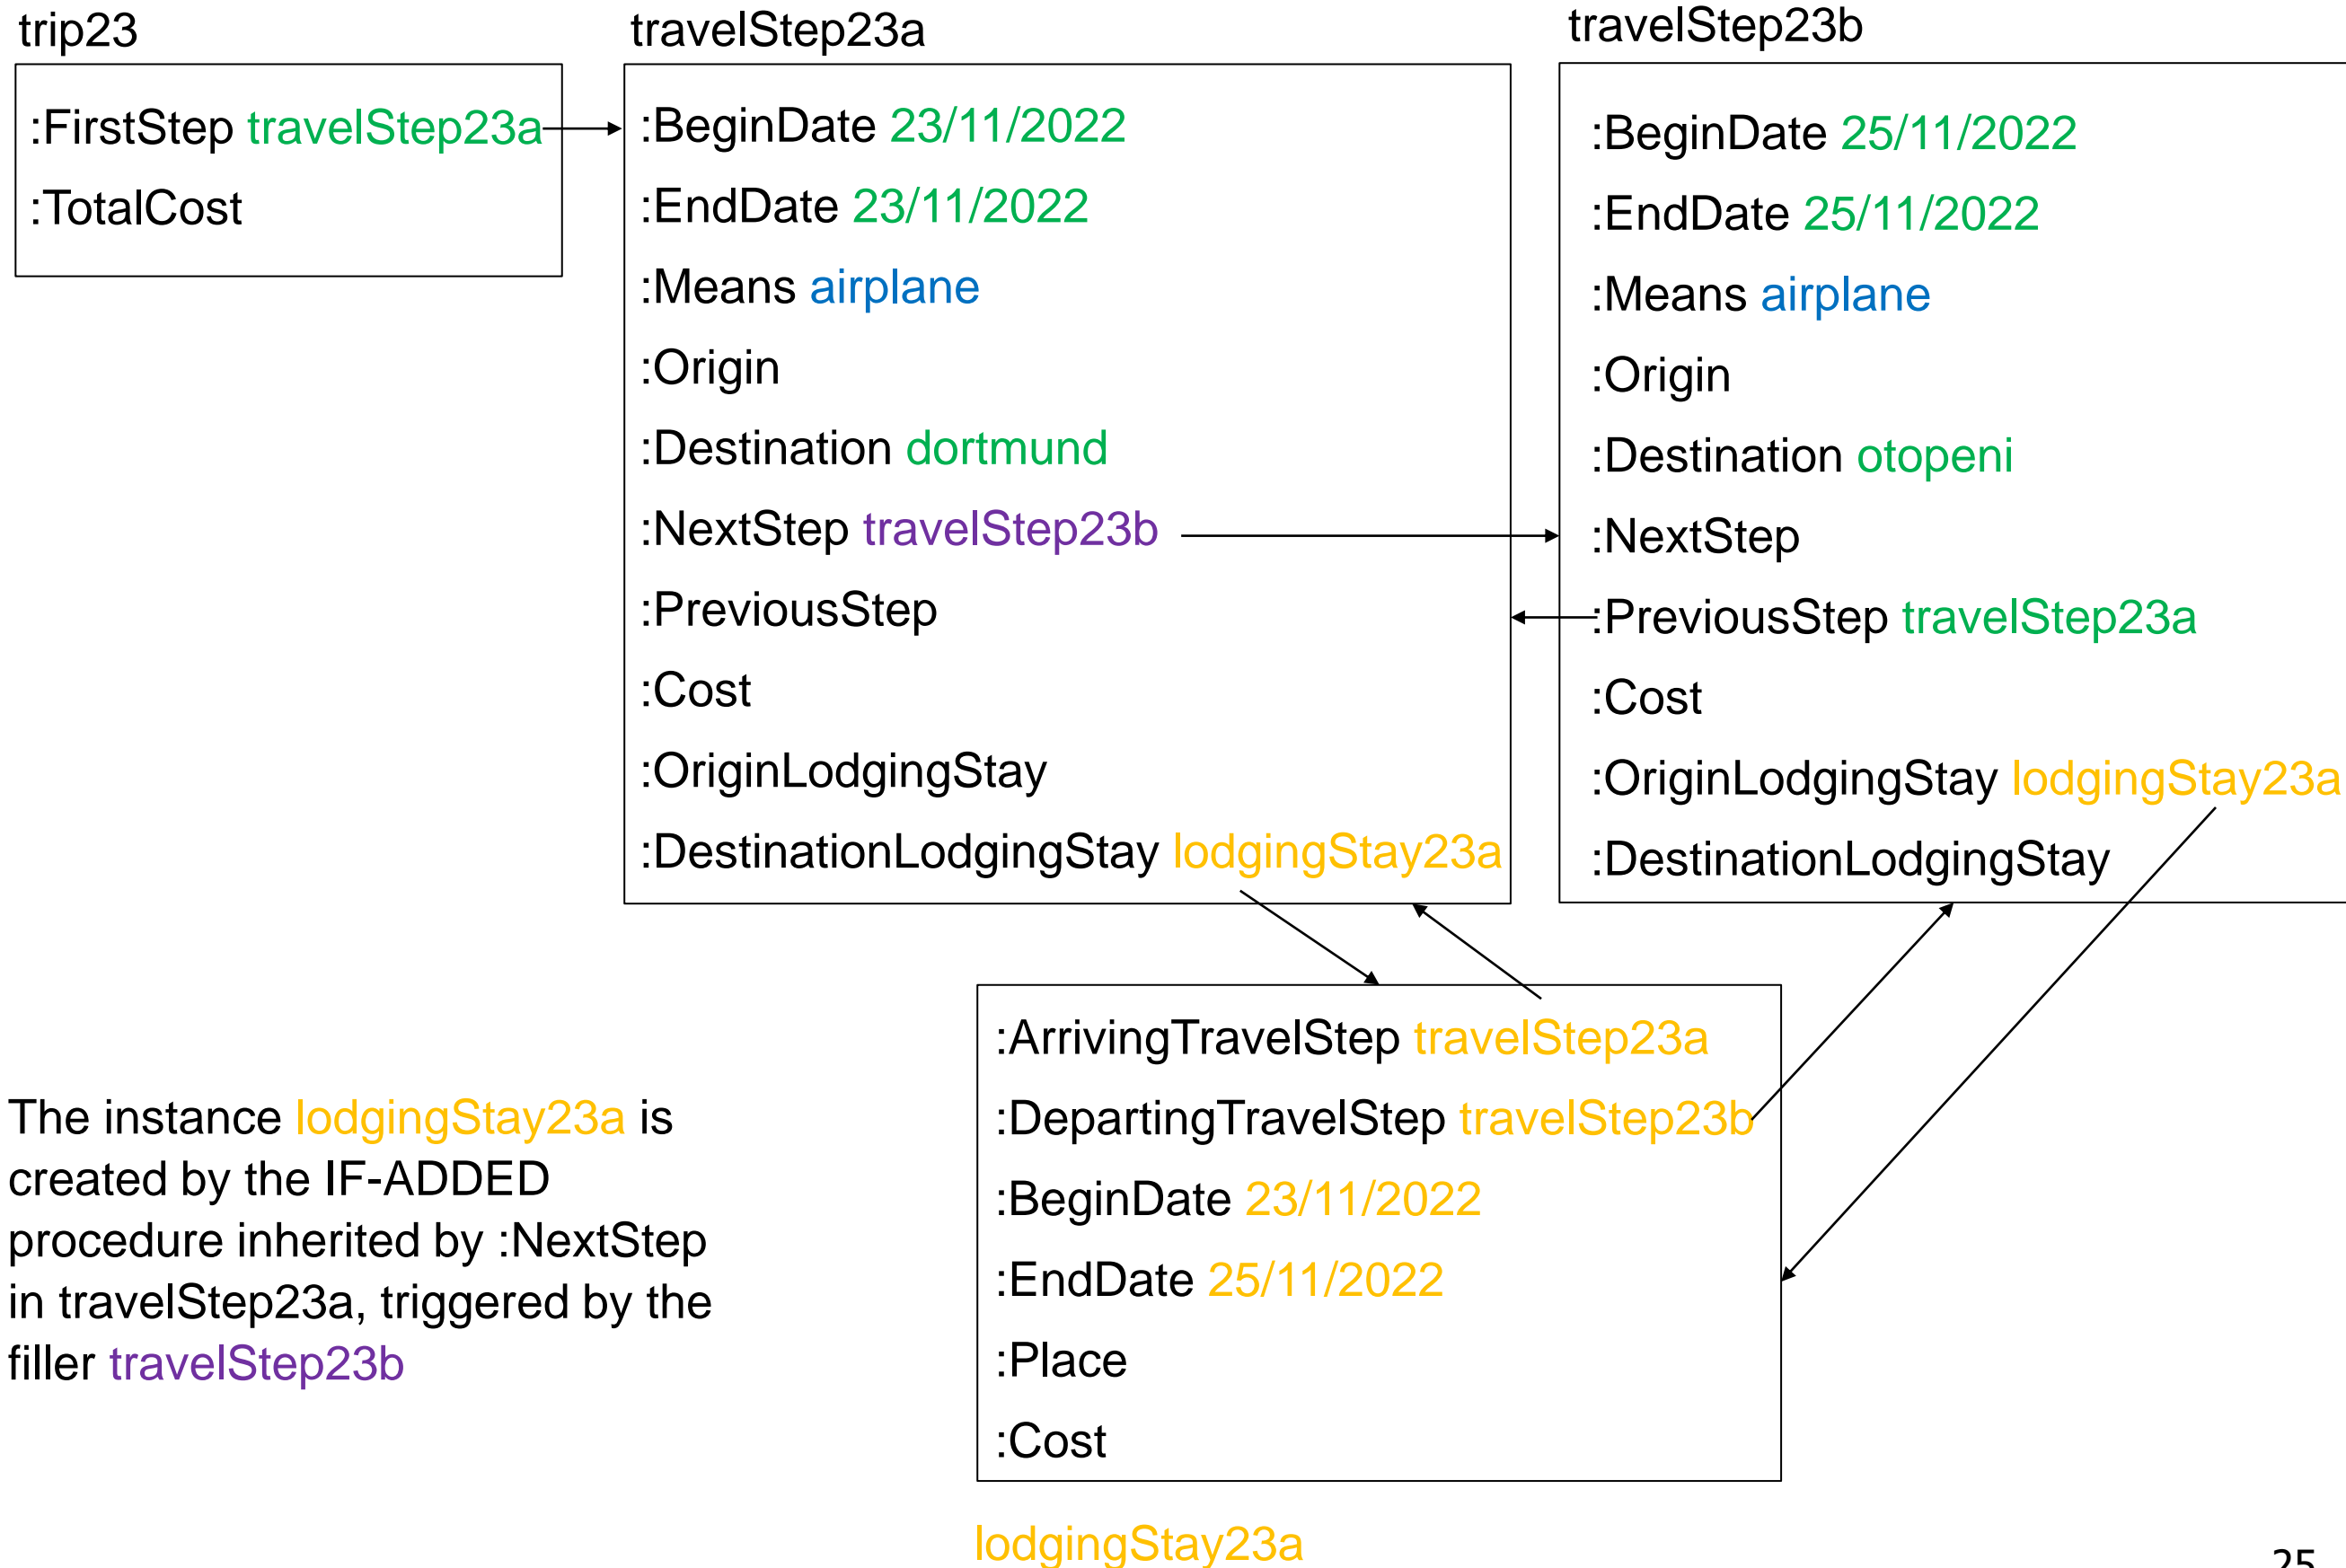 trip23
:FirstStep travelStep23a
:TotalCost
travelStep23a
:BeginDate 23/11/2022
:EndDate 23/11/2022
:Means airplane
:Origin
:Destination dortmund
:NextStep travelStep23b
:PreviousStep
:Cost
:OriginLodgingStay
:DestinationLodgingStay lodgingStay23a
travelStep23b
:BeginDate 25/11/2022
:EndDate 25/11/2022
:Means airplane
:Origin
:Destination otopeni
:NextStep
:PreviousStep travelStep23a
:Cost
:OriginLodgingStay lodgingStay23a
:DestinationLodgingStay
The instance lodgingStay23a is
created by the IF-ADDED
procedure inherited by :NextStep
in travelStep23a, triggered by the
filler travelStep23b
:ArrivingTravelStep travelStep23a
:DepartingTravelStep travelStep23b
:BeginDate 23/11/2022
:EndDate 25/11/2022
:Place
:Cost
lodgingStay23a
25